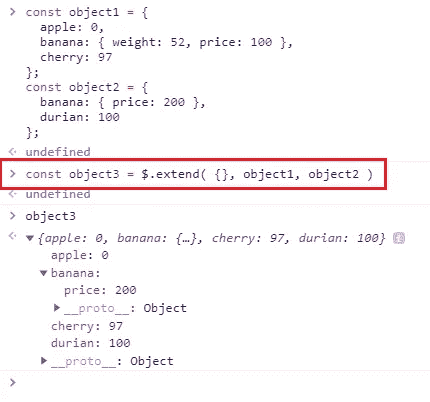 const object1 = {
apple: 0,
banana: { weight: 52, price: 100 },
cherry: 97
};
const object2 = {
banana: { price: 200 },
durian: 100
};
undefined
const object3 = $.extend( {}, object1, object2 )
undefined
object3
{apple: 0, banana: {…}, cherry: 97, durian: 100}
apple: 0
banana:
price: 200
__proto__: Object
cherry: 97
durian: 100
__proto__: Object